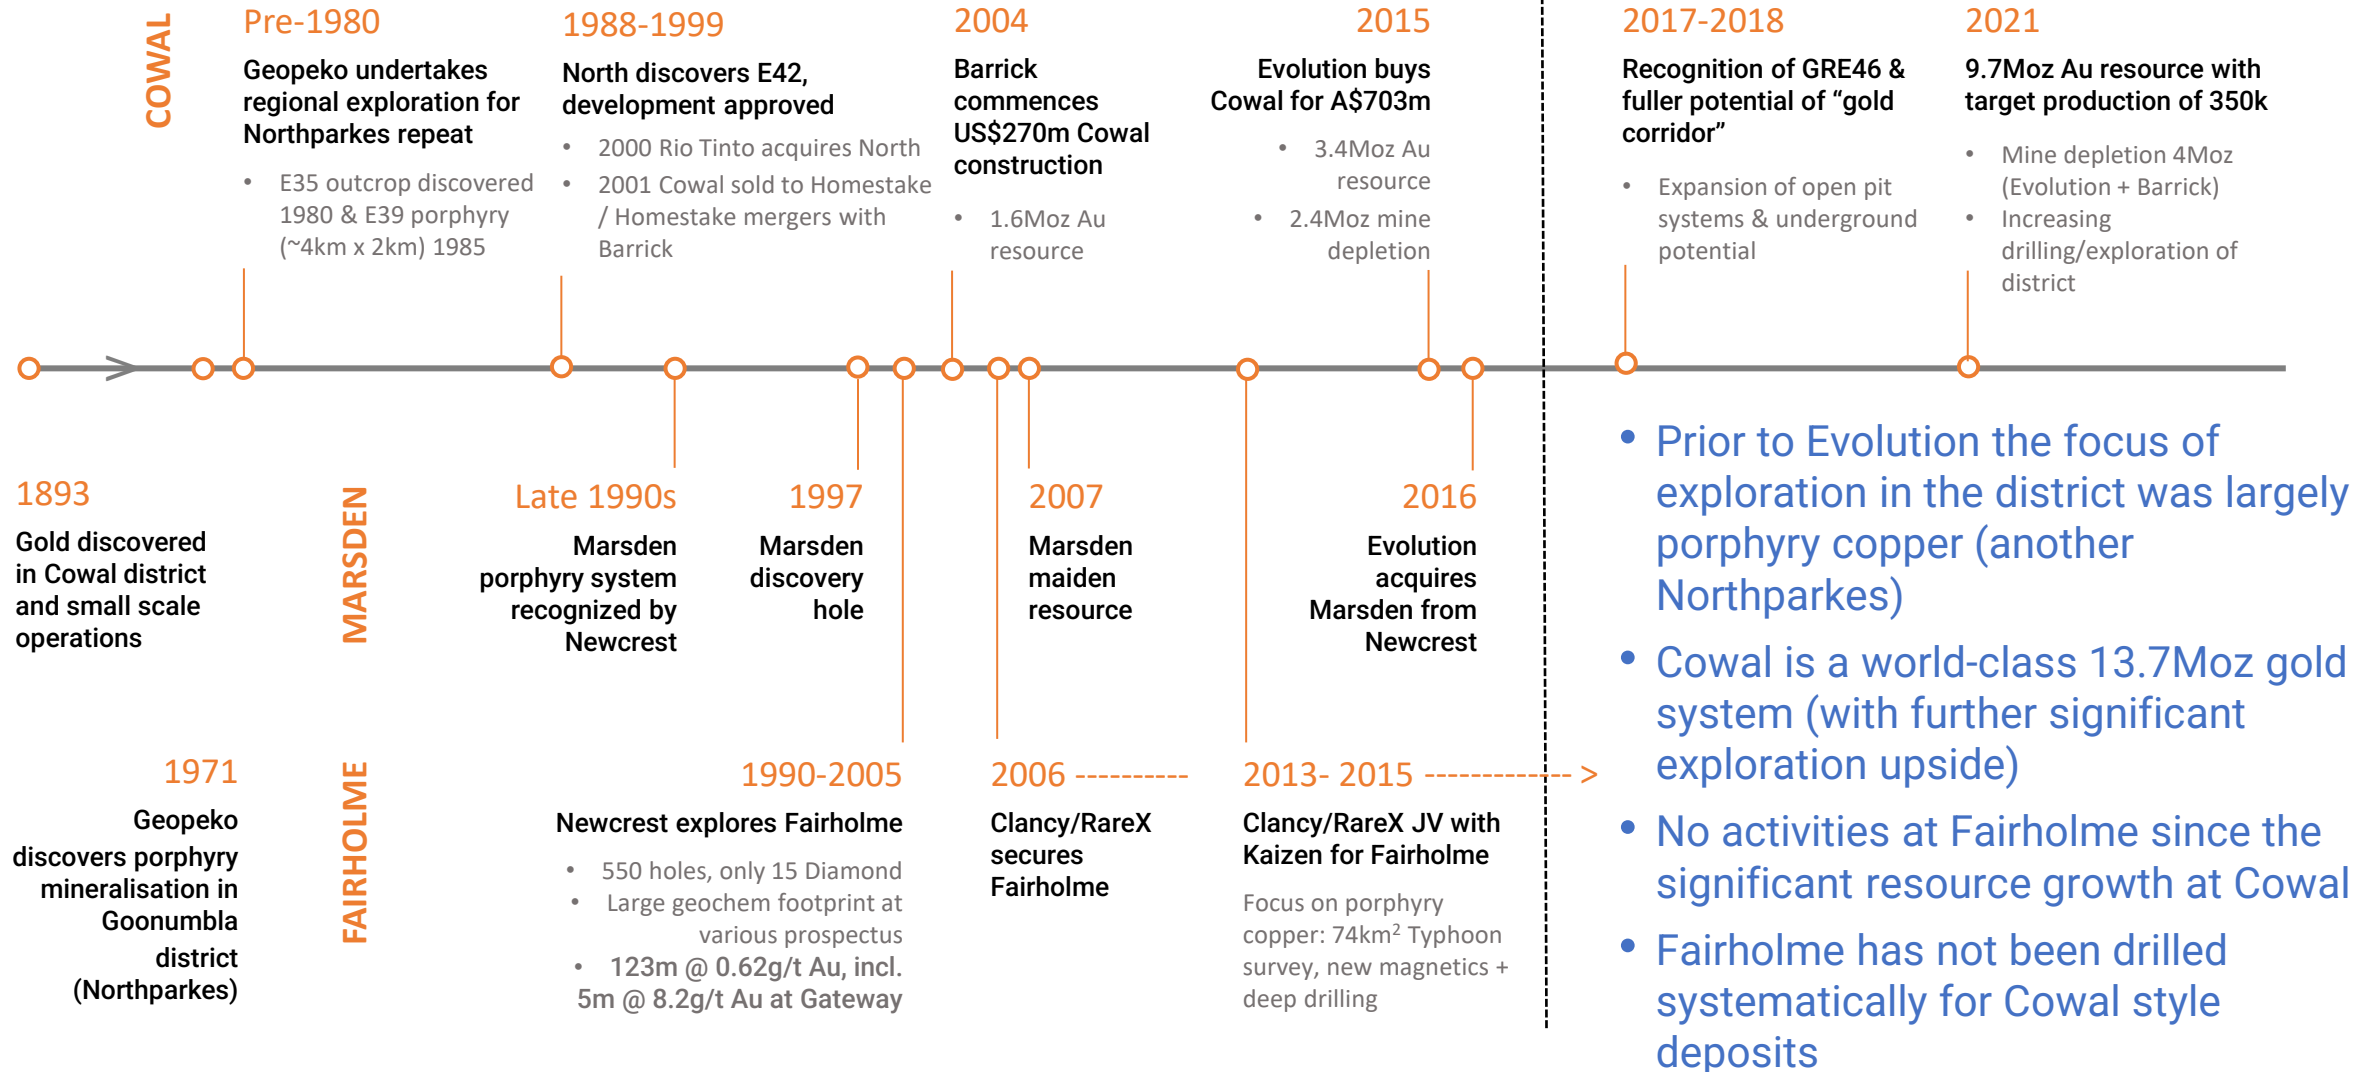 COWAL
Pre-1980
Geopeko undertakes
regional exploration for
Northparkes repeat
• E35 outcrop discovered
1980 & E39 porphyry
(~4km x 2km) 1985
1988-1999
North discovers E42,
development approved
• 2000 Rio Tinto acquires North
• 2001 Cowal sold to Homestake
/ Homestake mergers with
Barrick
2004
Barrick
commences
US$270m Cowal
construction
• 1.6Moz Au
resource
2015
Evolution buys
Cowal for A$703m
• 3.4Moz Au
resource
• 2.4Moz mine
depletion
2017-2018
Recognition of GRE46 &
fuller potential of “gold
corridor”
• Expansion of open pit
systems & underground
potential
2021
9.7Moz Au resource with
target production of 350k
• Mine depletion 4Moz
(Evolution + Barrick)
• Increasing
drilling/exploration of
district
1893
Gold discovered
in Cowal district
and small scale
operations
MARSDEN
Late 1990s
Marsden
porphyry system
recognized by
Newcrest
1997
Marsden
discovery
hole
2007
Marsden
maiden
resource
2016
Evolution
acquires
Marsden from
Newcrest
1971
Geopeko
discovers porphyry
mineralisation in
Goonumbla
district
(Northparkes)
FAIRHOLME
1990-2005
Newcrest explores Fairholme
• 550 holes, only 15 Diamond
• Large geochem footprint at
various prospectus
• 123m @ 0.62g/t Au, incl.
5m @ 8.2g/t Au at Gateway
2006 ----------
Clancy/RareX
secures
Fairholme
2013- 2015 ------------- >
Clancy/RareX JV with
Kaizen for Fairholme
Focus on porphyry
copper: 74km² Typhoon
survey, new magnetics +
deep drilling
• Prior to Evolution the focus of
exploration in the district was largely
porphyry copper (another
Northparkes)
• Cowal is a world-class 13.7Moz gold
system (with further significant
exploration upside)
• No activities at Fairholme since the
significant resource growth at Cowal
• Fairholme has not been drilled
systematically for Cowal style
deposits